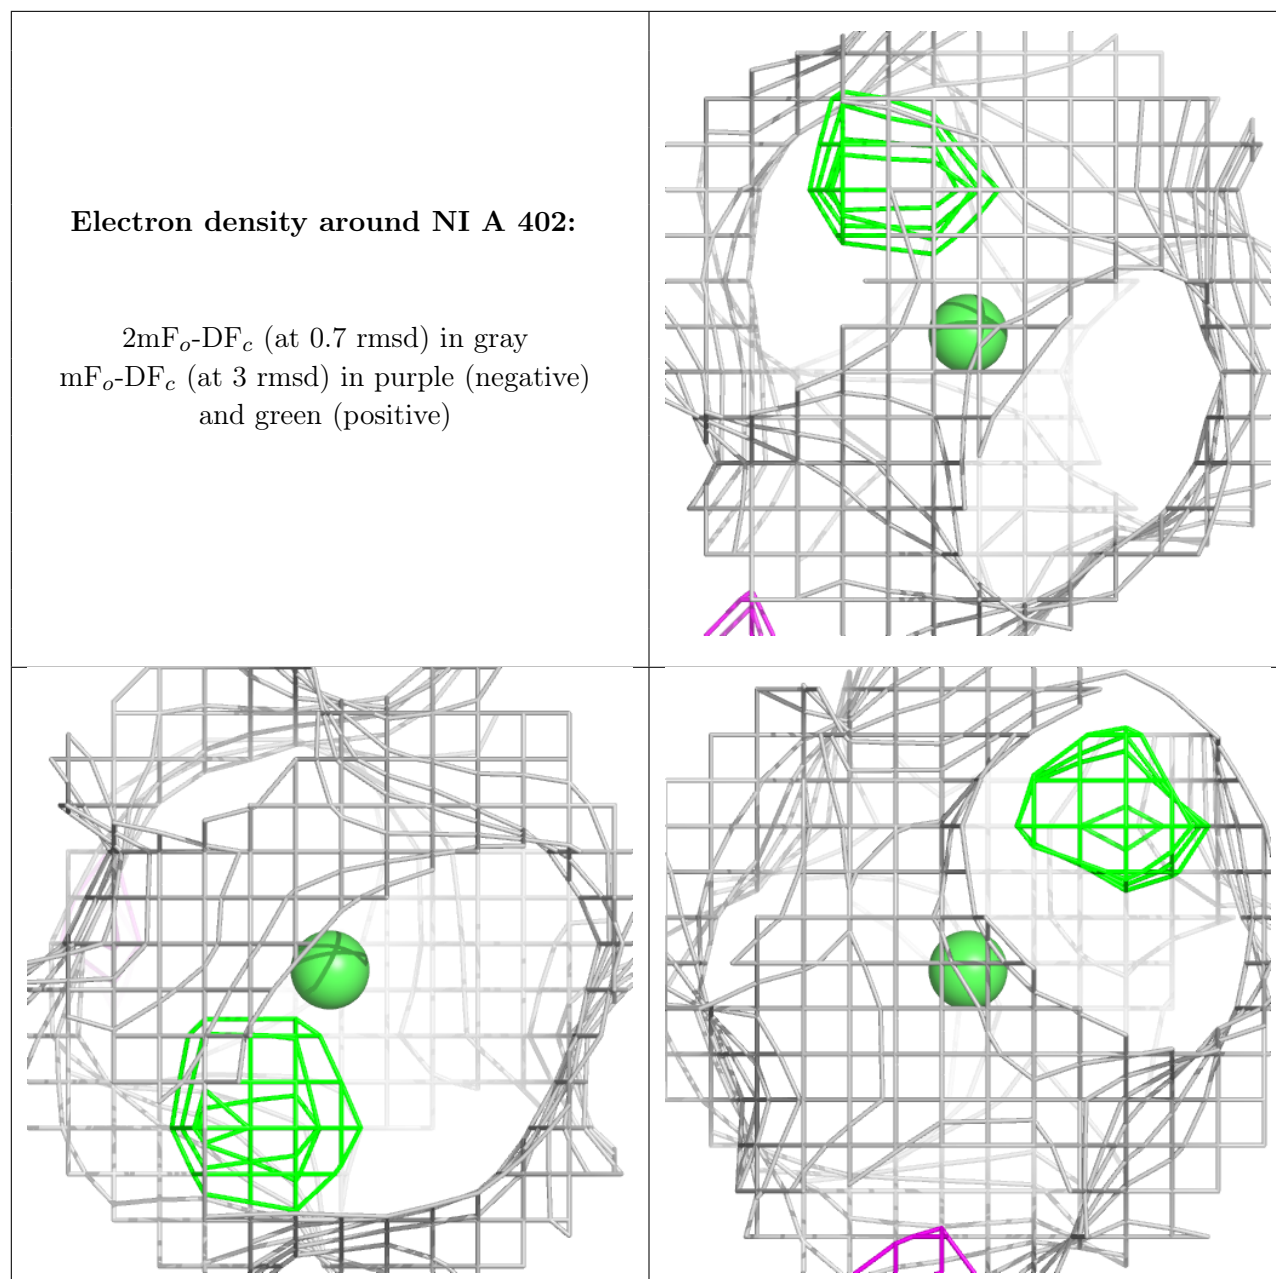 Electron density around NI A 402:
2mFo-DFc (at 0.7 rmsd) in gray
mFo-DFc (at 3 rmsd) in purple (negative)
and green (positive)